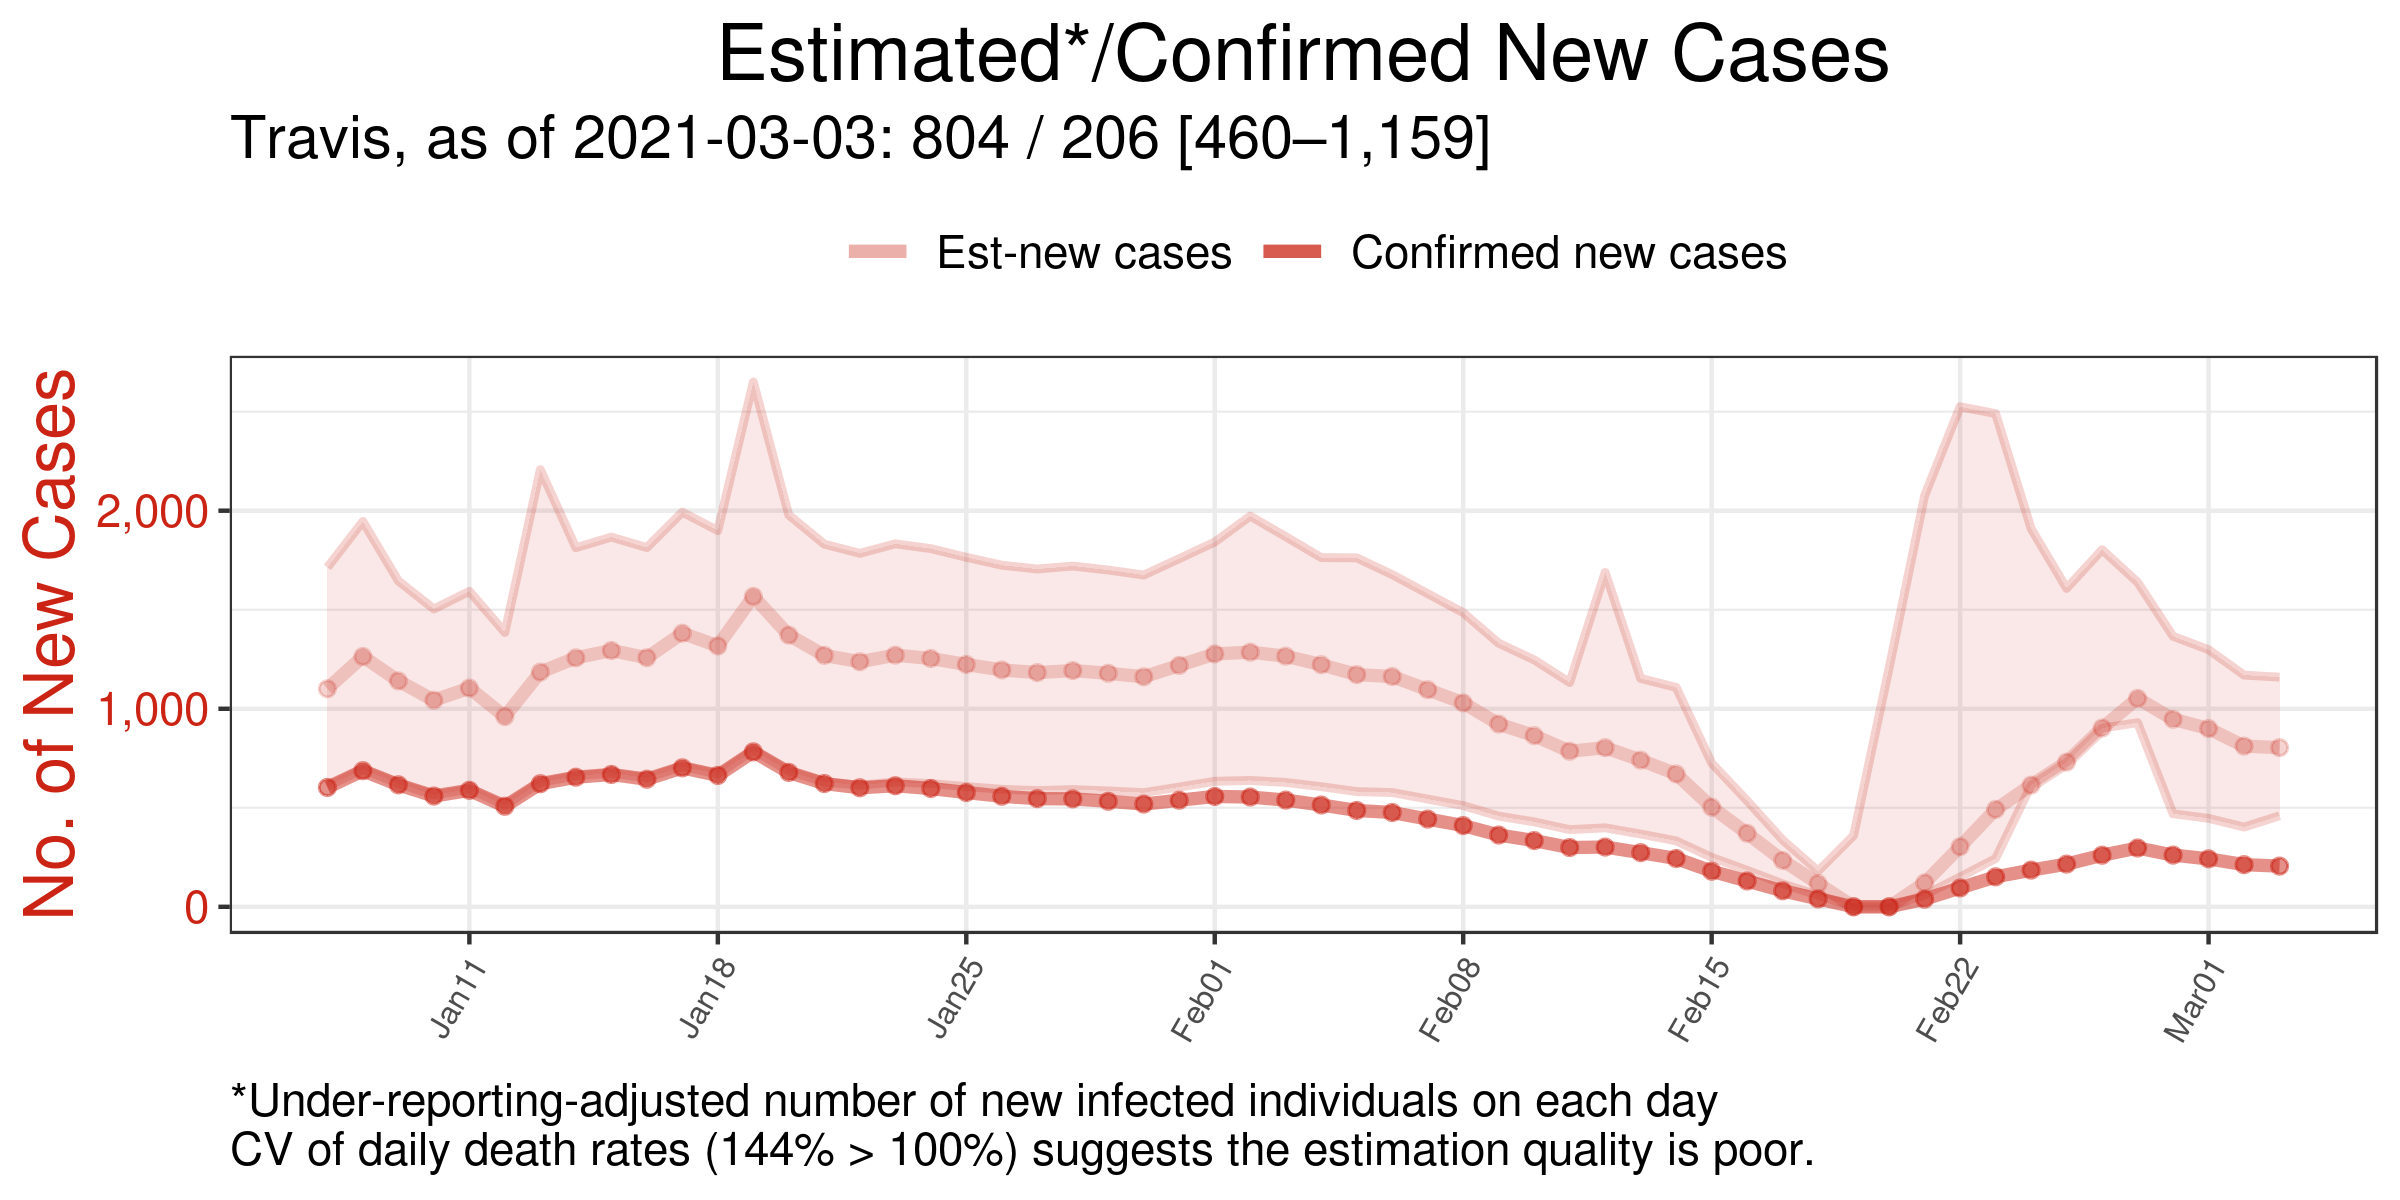 Estimated*/Confirmed New Cases
Travis, as of 2021-03-03: 804 / 206 [460–1,159]
Est-new cases
Confirmed new cases
No. of New Cases
2,000
1,000
0
Jan11
Jan18
Jan25
Feb01
Feb08
Feb15
Feb22
Mar01
*Under-reporting-adjusted number of new infected individuals on each day
CV of daily death rates (144% > 100%) suggests the estimation quality is poor.